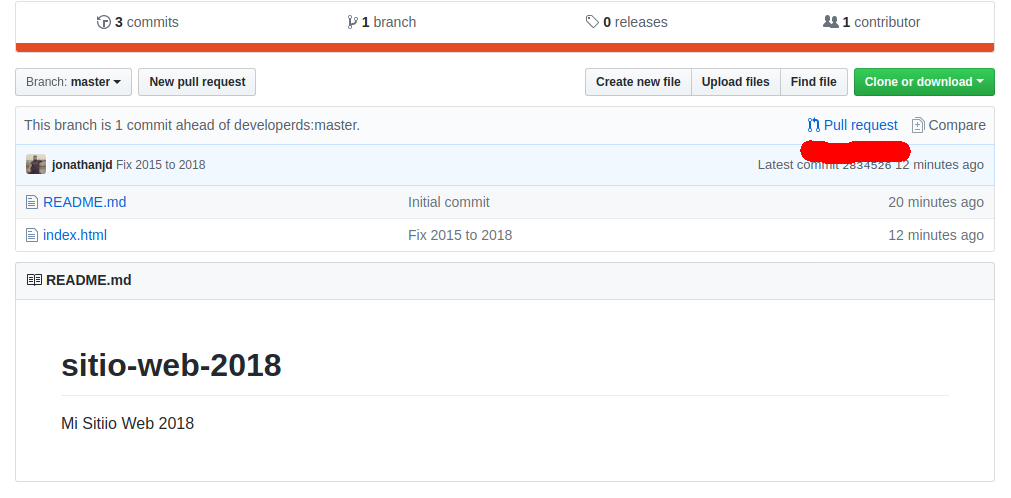 3 commits 1 branch 0 releases 1 contributor
Branch: master New pull request Create new file Upload files Find file Clone or download
This branch is 1 commit ahead of developerds:master. Pull request Compare
jonathanjd Fix 2015 to 2018 Latest commit 2834526 12 minutes ago
README.md Initial commit 20 minutes ago
index.html Fix 2015 to 2018 12 minutes ago
README.md
sitio-web-2018
Mi Sitiio Web 2018